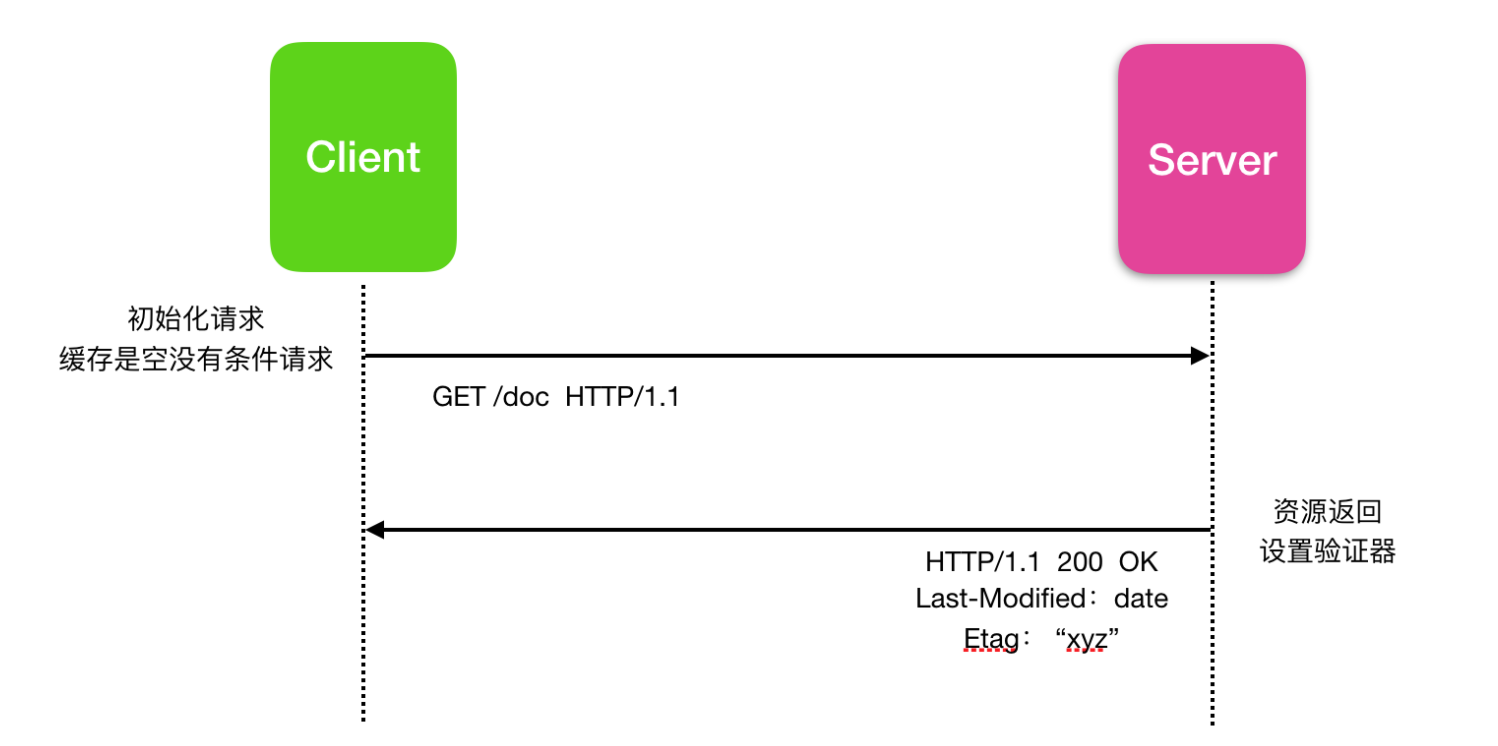 Client
Server
初始化请求
缓存是空没有条件请求
GET /doc  HTTP/1.1
资源返回
设置验证器
HTTP/1.1  200  OK
Last-Modified：date
Etag： “xyz”